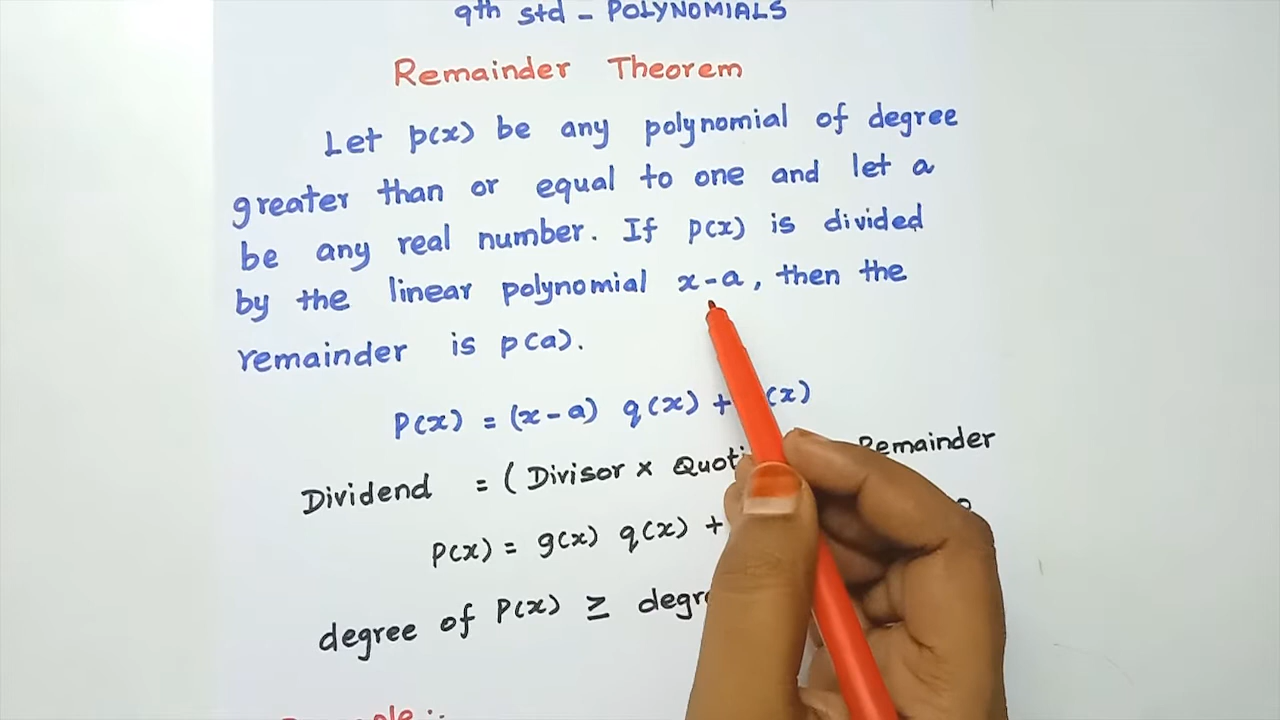 9th std - POLYNOMIALS
Remainder Theorem
Let p(x) be any polynomial of degree
greater than or equal to one and let a
be any real number. If p(x) is divided
by the linear polynomial x-a, then the
remainder is p(a).
P(x) = (x-a) q(x) + (x)
Dividend = (Divisor × Remainder
P(x) = g(x) q(x) +
degree of P(x) ≥